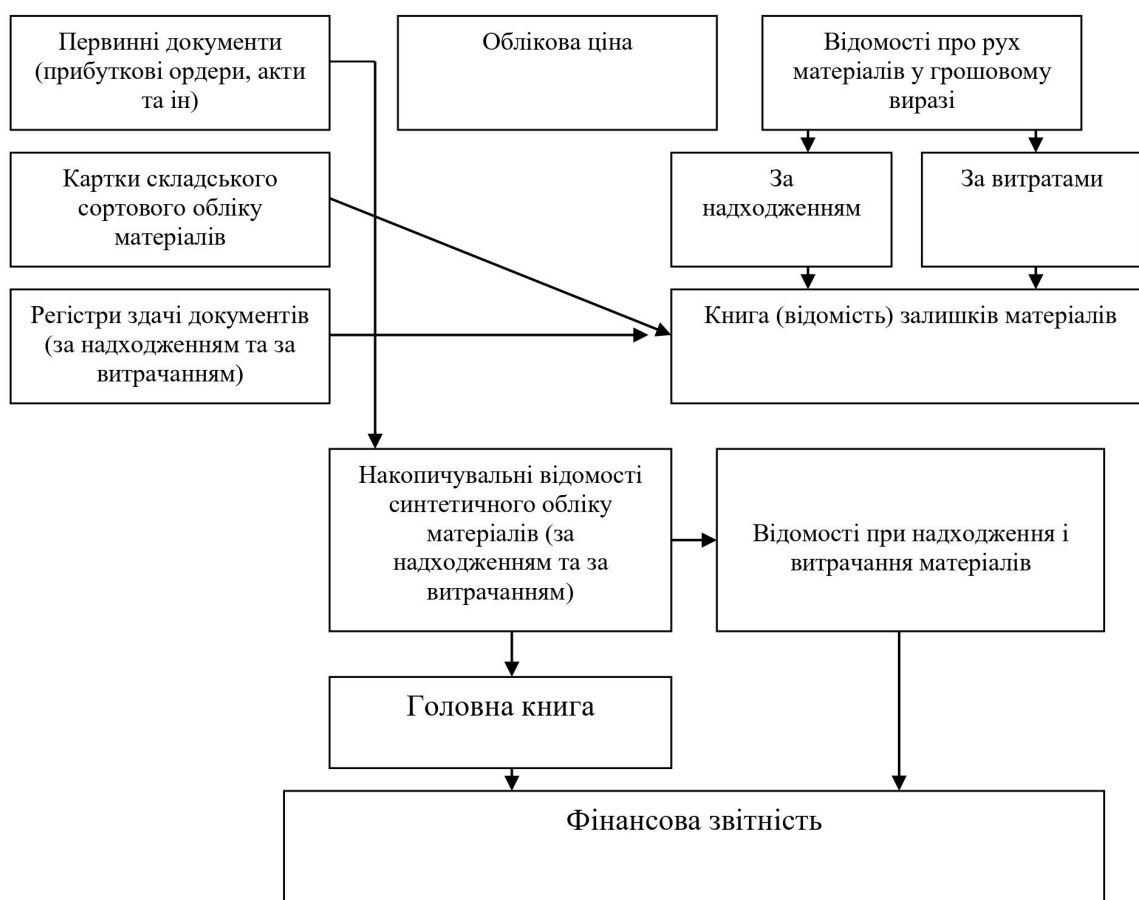 Первинні документи
(прибуткові ордери, акти
та ін)
Облікова ціна
Відомості про рух
матеріалів у грошовому
виразі
Картки складського
сортового обліку
матеріалів
За
надходженням
За витратами
Регістри здачі документів
(за надходженням та за
витрачанням)
Книга (відомість) залишків матеріалів
Накопичувальні відомості
синтетичного обліку
матеріалів (за
надходженням та за
витрачанням)
Відомості при надходження і
витрачання матеріалів
Головна книга
Фінансова звітність